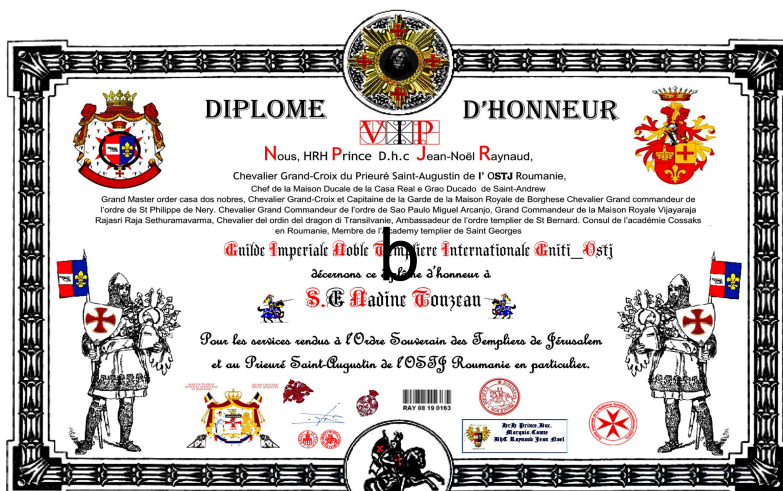 DIPLOME D'HONNEUR
VIP
Nous, HRH Prince D.h.c Jean-Noël Raynaud,
Chevalier Grand-Croix du Prieuré Saint-Augustin de l' OSTJ Roumanie,
Chef de la Maison Ducale de la Casa Real e Grao Ducado de Saint-Andrew
Grand Master order casa dos nobres, Chevalier Grand-Croix et Capitaine de la Garde de la Maison Royale de Borghese Chevalier Grand commandeur de
l'ordre de St Philippe de Nery. Chevalier Grand Commandeur de l'ordre de Sao Paulo Miguel Arcanjo, Grand Commandeur de la Maison Royale Vijayaraja
Rajasri Raja Sethuramavarma, Chevalier del ordin del dragon di Transilvanie, Ambassadeur de l'ordre templier de St Bernard. Consul de l'académie Cossaks
en Roumanie, Membre de l'Academy templier de Saint Georges
Guilde Imperiale Noble Templiere Internationale Gniti_Ostj
b
décernons ce diplome d'honneur à
S.E Nadine Touzeau
Pour les services rendus à l'Ordre Souverain des Templiers de Jérusalem
et au Prieuré Saint-Augustin de l'OSTJ Roumanie en particulier.
RAY 08 19 0163
HrH Prince.Duc.
Marquis.Comte
DhC Raynaud Jean Noel